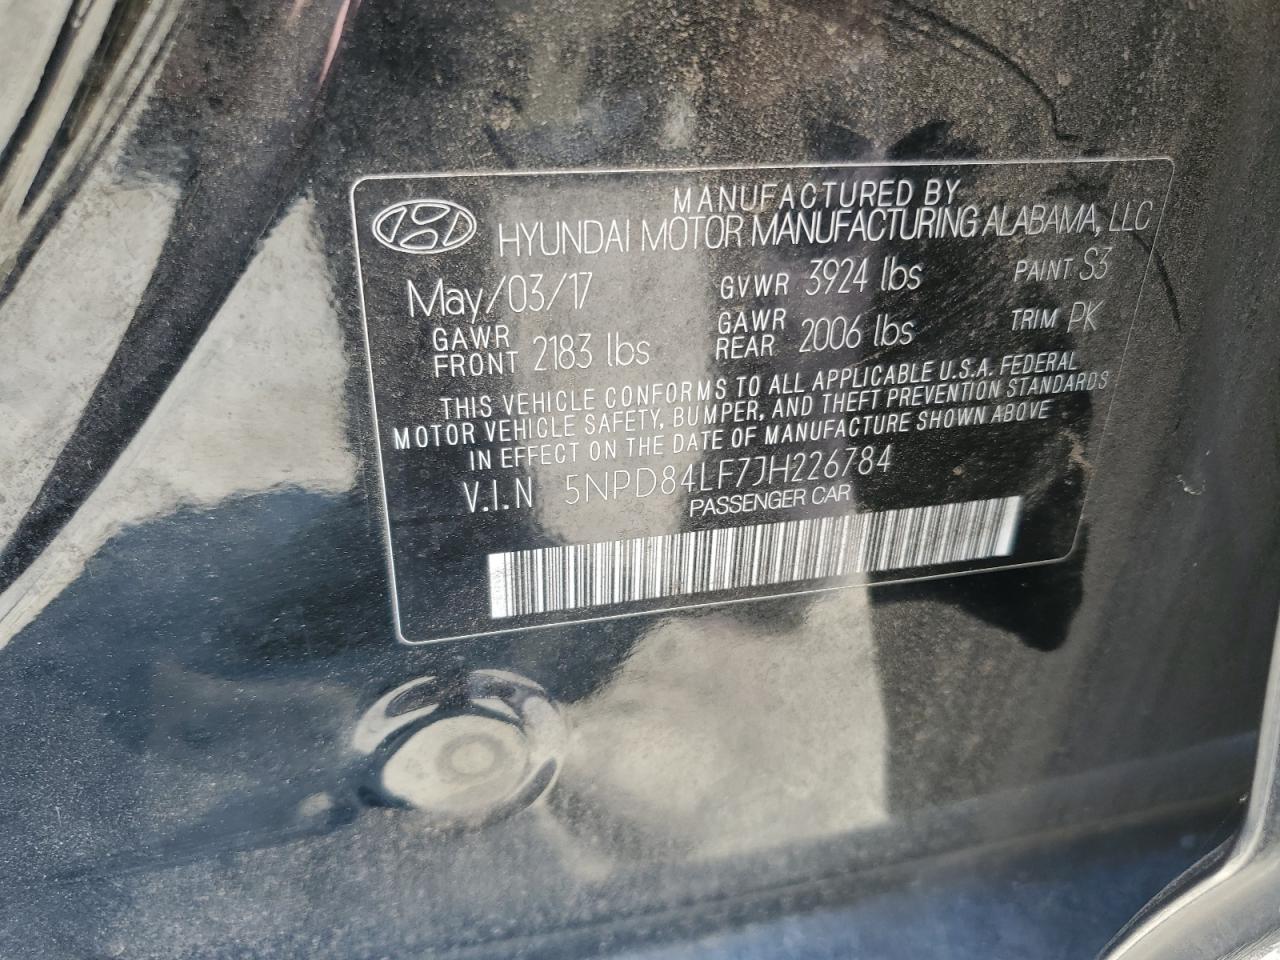 MANUFACTURED BY
HYUNDAI MOTOR MANUFACTURING ALABAMA, LLC
May/03/17 GVWR 3924 lbs PAINT S3
GAWR FRONT 2183 lbs GAWR REAR 2006 lbs TRIM PK
THIS VEHICLE CONFORMS TO ALL APPLICABLE U.S.A. FEDERAL
MOTOR VEHICLE SAFETY, BUMPER, AND THEFT PREVENTION STANDARDS
IN EFFECT ON THE DATE OF MANUFACTURE SHOWN ABOVE
V.I.N 5NPD84LF7JH226784
PASSENGER CAR